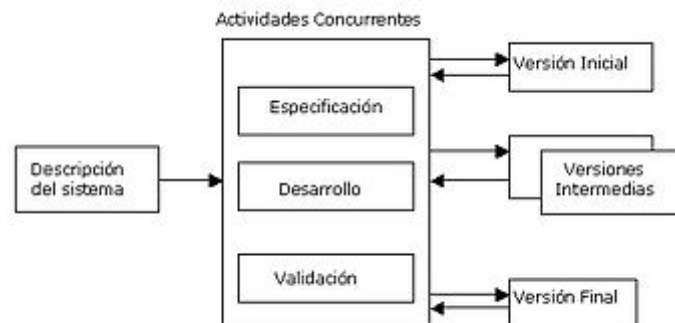 Actividades Concurrentes
Versión Inicial
Especificación
Descripción
del sistema
Desarrollo
Versiones
Intermedias
Validación
Versión Final